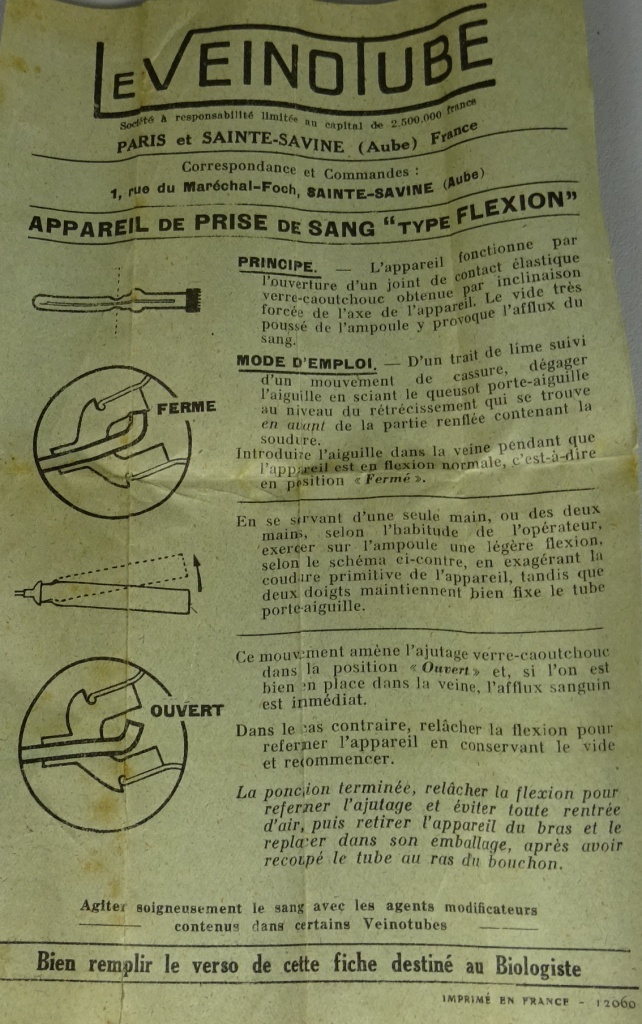 LE VEINOTUBE
Société à responsabilité limitée au capital de 2.500.000 francs
PARIS et SAINTE-SAVINE (Aube) France
Correspondance et Commandes :
1, rue du Maréchal-Foch, SAINTE-SAVINE (Aube)
APPAREIL DE PRISE DE SANG "TYPE FLEXION"
PRINCIPE. — L'appareil fonctionne par
l'ouverture d'un joint de contact élastique
verre-caoutchouc obtenue par inclinaison
forcée de l'axe de l'appareil. Le vide très
poussé de l'ampoule y provoque l'afflux du
sang.
MODE D'EMPLOI. — D'un trait de lime suivi
d'un mouvement de cassure, dégager
l'aiguille en sciant le queusot porte-aiguille
au niveau du rétrécissement qui se trouve
en avant de la partie renflée contenant la
soudure.
Introduire l'aiguille dans la veine pendant que
l'appareil est en flexion normale, c'est-à-dire
en position « Fermé ».
FERMÉ
En se servant d'une seule main, ou des deux
mains, selon l'habitude de l'opérateur,
exercer sur l'ampoule une légère flexion,
selon le schéma ci-contre, en exagérant la
coudure primitive de l'appareil, tandis que
deux doigts maintiennent bien fixe le tube
porte-aiguille.
Ce mouvement amène l'ajutage verre-caoutchouc
dans la position « Ouvert » et, si l'on est
bien en place dans la veine, l'afflux sanguin
est immédiat.
OUVERT
Dans le cas contraire, relâcher la flexion pour
refermer l'appareil en conservant le vide
et recommencer.
La ponction terminée, relâcher la flexion pour
refermer l'ajutage et éviter toute rentrée
d'air, puis retirer l'appareil du bras et le
replacer dans son emballage, après avoir
recoupé le tube au ras du bouchon.
Agiter soigneusement le sang avec les agents modificateurs
contenus dans certains Veinotubes
Bien remplir le verso de cette fiche destiné au Biologiste
IMPRIMÉ EN FRANCE - 12060